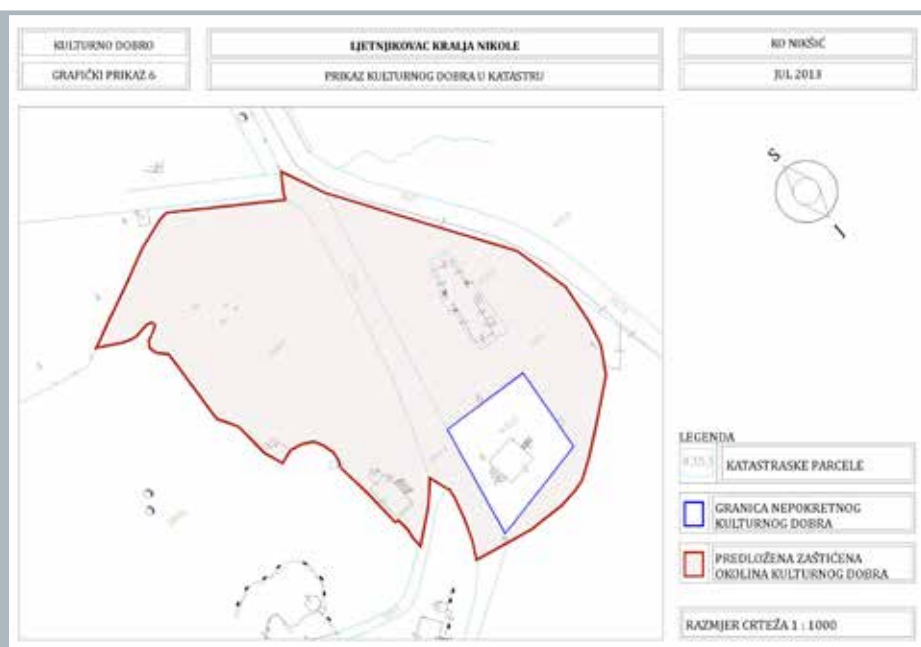 KULTURNO DOBRO
LJETNJIKOVAC KRALJA NIKOLE
KO NIKŠIĆ
GRAFIČKI PRIKAZ 6
PRIKAZ KULTURNOG DOBRA U KATASTRU
JUL 2013
S
J
LEGENDA
KATASTRASKE PARCELE
GRANICA NEPOKRETNOG
KULTURNOG DOBRA
PREDLOŽENA ZAŠTIĆENA
OKOLINA KULTURNOG DOBRA
RAZMJER CRTEŽA 1 : 1000